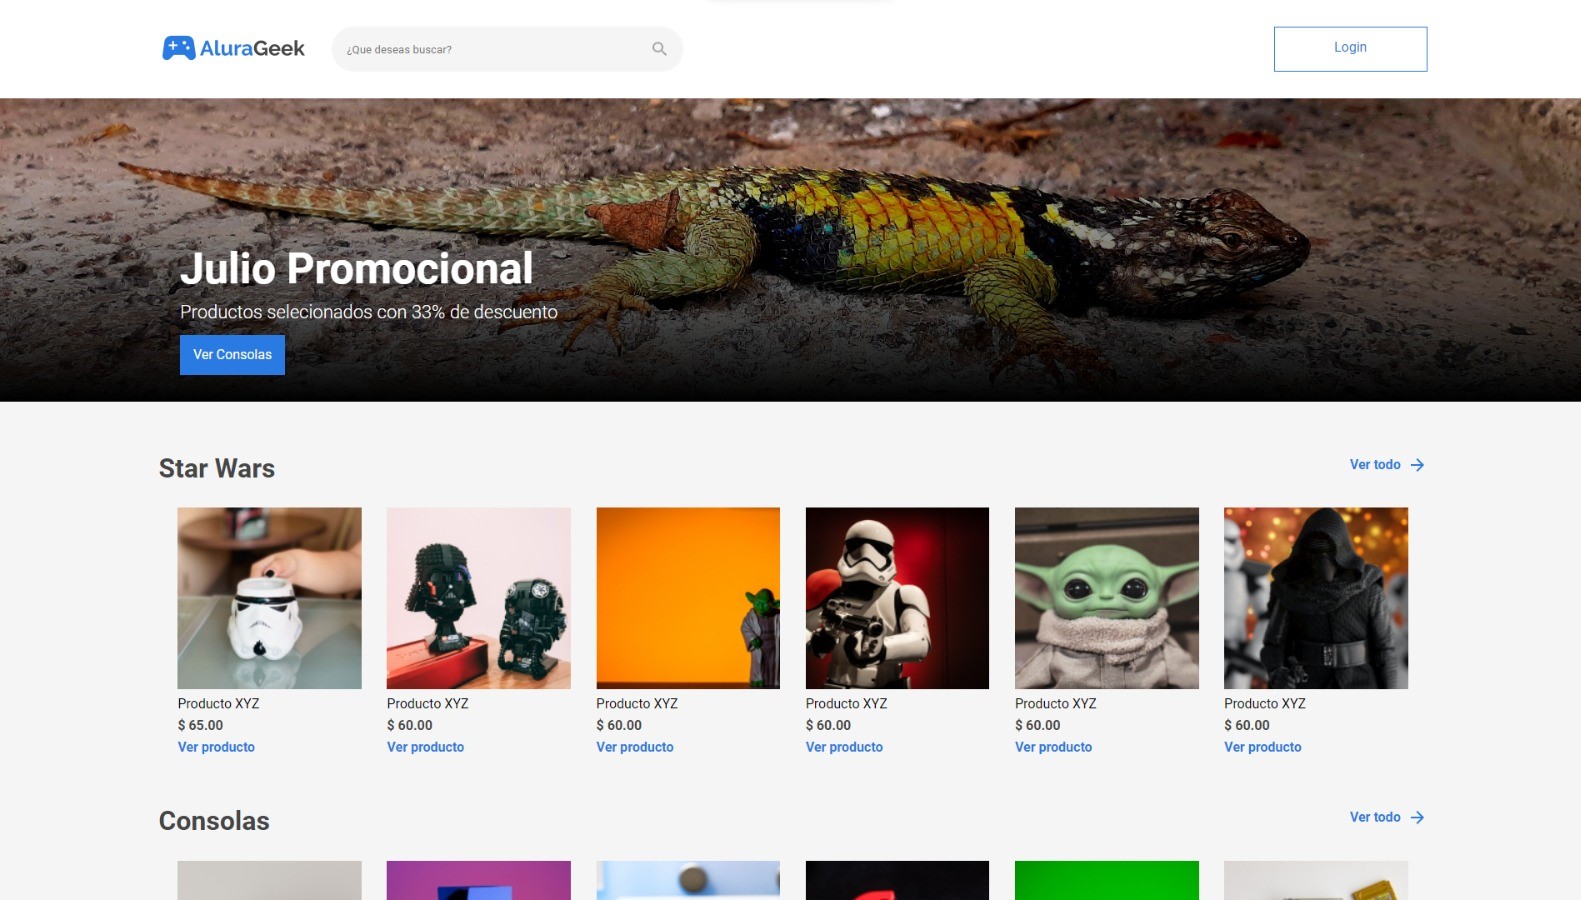 AluraGeek
¿Que deseas buscar?
Login
Julio Promocional
Productos selecionados con 33% de descuento
Ver Consolas
Star Wars
Ver todo
Producto XYZ
$ 65.00
Ver producto
Producto XYZ
$ 60.00
Ver producto
Producto XYZ
$ 60.00
Ver producto
Producto XYZ
$ 60.00
Ver producto
Producto XYZ
$ 60.00
Ver producto
Producto XYZ
$ 60.00
Ver producto
Consolas
Ver todo